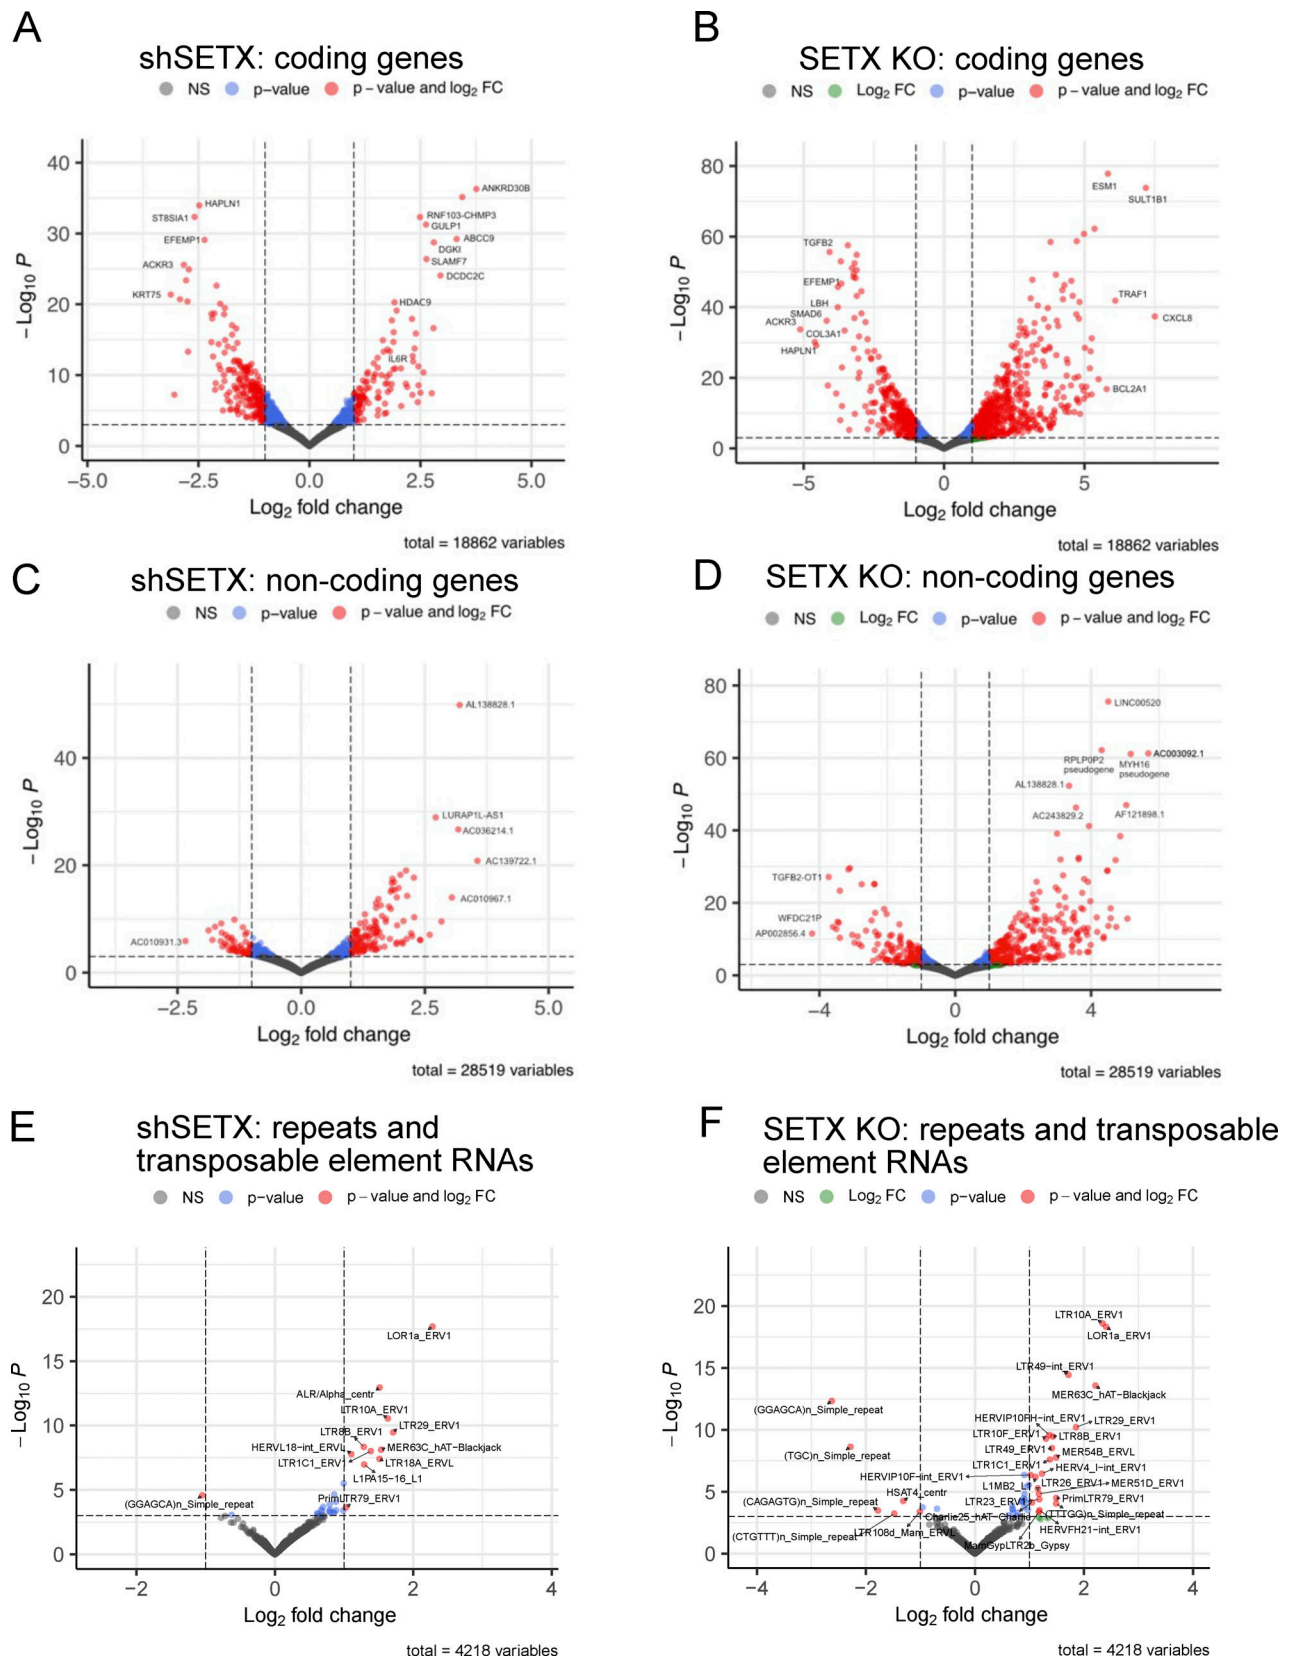 A
shSETX: coding genes
NS p−value p − value and log2 FC
40
30
20
10
0
−5.0 −2.5 0.0 2.5 5.0
− Log10 P
Log2 fold change
total = 18862 variables
ANKRD30B
HAPLN1
ST8SIA1
RNF103-CHMP3
GULP1
EFEMP1
ABCC9
DGKI
ACKR3
SLAMF7
DCDC2C
KRT75
HDAC9
IL6R
B
SETX KO: coding genes
NS Log2 FC p−value p − value and log2 FC
80
60
40
20
0
−5 0 5
− Log10 P
Log2 fold change
total = 18862 variables
ESM1
SULT1B1
TGFB2
EFEMP1
TRAF1
LBH
SMAD6
CXCL8
ACKR3
COL3A1
HAPLN1
BCL2A1
C
shSETX: non-coding genes
NS p−value p − value and log2 FC
40
20
0
−2.5 0.0 2.5 5.0
− Log10 P
Log2 fold change
total = 28519 variables
AL138828.1
LURAP1L-AS1
AC036214.1
AC139722.1
AC010967.1
AC010931.3
D
SETX KO: non-coding genes
NS Log2 FC p−value p − value and log2 FC
80
60
40
20
0
−4 0 4
− Log10 P
Log2 fold change
total = 28519 variables
LINC00520
AC003092.1
RPLP0P2
pseudogene
MYH16
pseudogene
AL138828.1
AC243829.2
AF121898.1
TGFB2-OT1
WFDC21P
AP002856.4
E
shSETX: repeats and
transposable element RNAs
NS p−value p − value and log2 FC
20
15
10
5
0
−2 0 2 4
− Log10 P
Log2 fold change
total = 4218 variables
LOR1a_ERV1
ALR/Alpha_centr
LTR10A_ERV1
LTR29_ERV1
LTR8B_ERV1
HERVL18-int_ERVL
MER63C_hAT−Blackjack
LTR1C1_ERV1
LTR18A_ERVL
L1PA15−16_L1
(GGAGCA)n_Simple_repeat
PrimLTR79_ERV1
F
SETX KO: repeats and transposable
element RNAs
NS Log2 FC p−value p − value and log2 FC
20
15
10
5
0
−4 −2 0 2 4
− Log10 P
Log2 fold change
total = 4218 variables
LTR10A_ERV1
LOR1a_ERV1
LTR49-int_ERV1
MER63C_hAT−Blackjack
(GGAGCA)n_Simple_repeat
HERVIP10FH-int_ERV1
LTR29_ERV1
LTR10F_ERV1
LTR8B_ERV1
(TGC)n_Simple_repeat
LTR49_ERV1
MER54B_ERVL
LTR1C1_ERV1
HERV4_I-int_ERV1
HERVIP10F-int_ERV1
L1MB2_L1
LTR26_ERV1
MER51D_ERV1
HSAT4_centr
(CAGAGTG)n_Simple_repeat
LTR23_ERV1
PrimLTR79_ERV1
Charlie25_hAT−Charlie
(TTTGG)n_Simple_repeat
(CTGTTT)n_Simple_repeat
LTR108d_Mam_ERVL
HERVFH21-int_ERV1
MamGypLTR2b_Gypsy